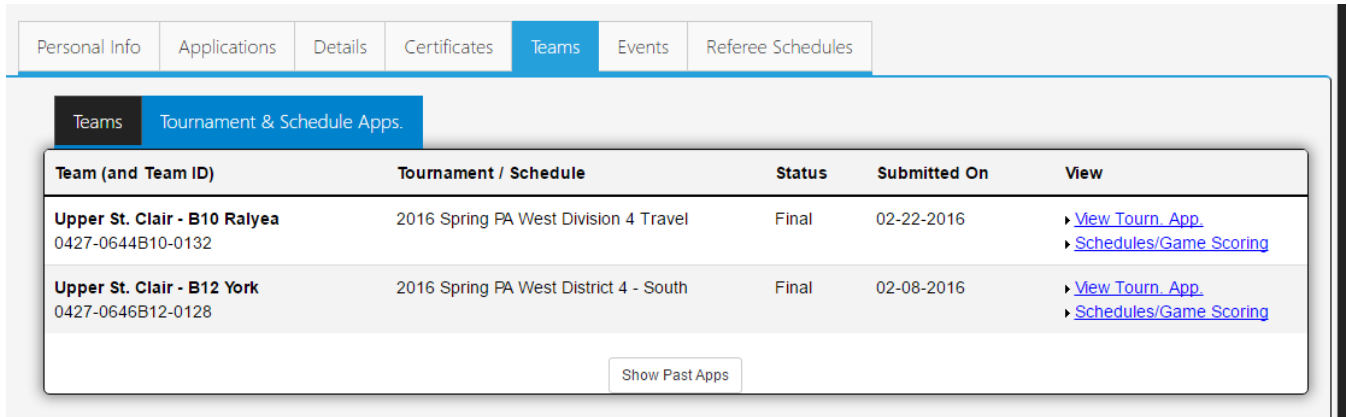 Personal Info Applications Details Certificates Teams Events Referee Schedules
Teams Tournament & Schedule Apps.
Team (and Team ID) Tournament / Schedule Status Submitted On View
Upper St. Clair - B10 Ralyea 2016 Spring PA West Division 4 Travel Final 02-22-2016 View Tourn. App.
0427-0644B10-0132 Schedules/Game Scoring
Upper St. Clair - B12 York 2016 Spring PA West District 4 - South Final 02-08-2016 View Tourn. App.
0427-0646B12-0128 Schedules/Game Scoring
Show Past Apps